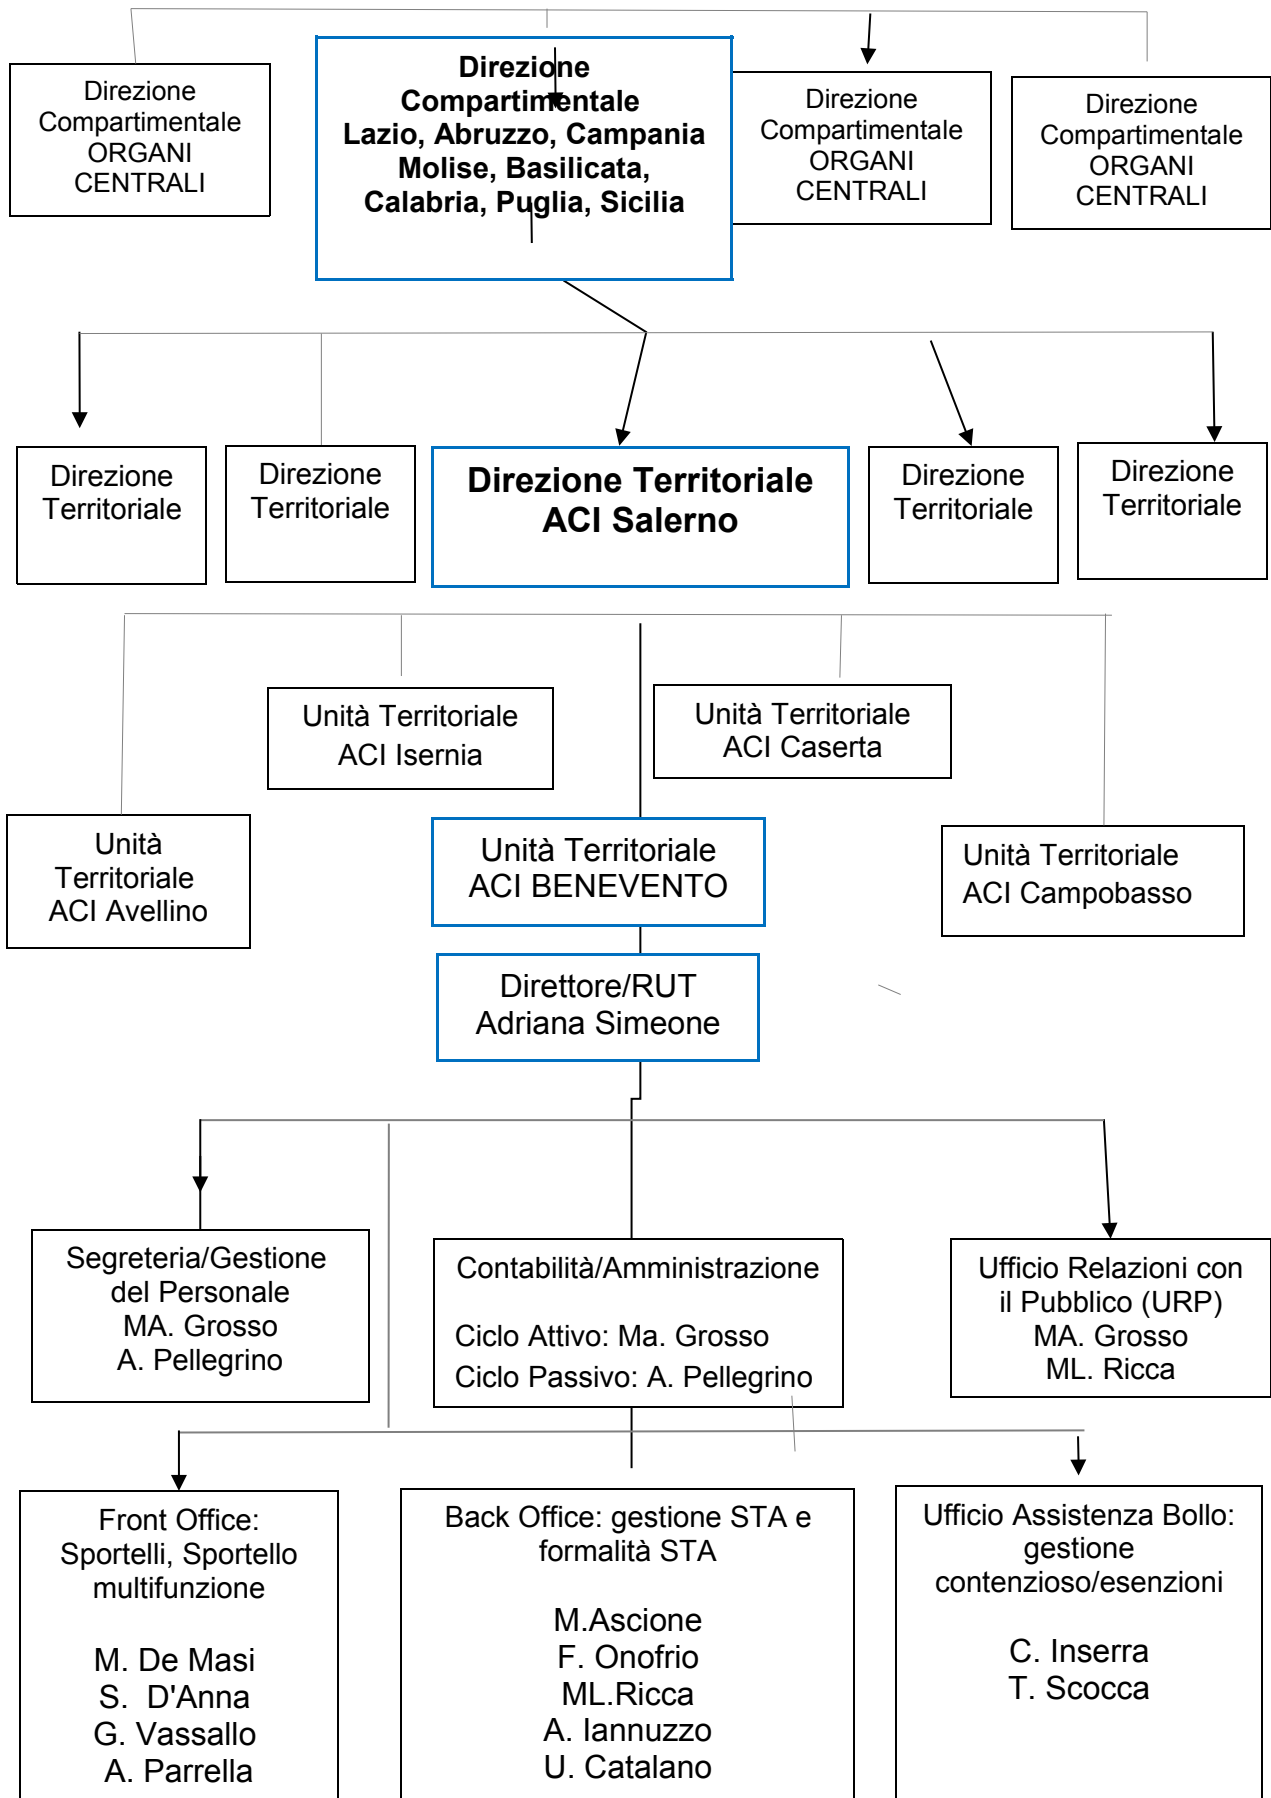 Direzione
Compartimentale
ORGANI
CENTRALI
Direzione
Compartimentale
Lazio, Abruzzo, Campania
Molise, Basilicata,
Calabria, Puglia, Sicilia
Direzione
Compartimentale
ORGANI
CENTRALI
Direzione
Compartimentale
ORGANI
CENTRALI
Direzione
Territoriale
Direzione
Territoriale
Direzione Territoriale
ACI Salerno
Direzione
Territoriale
Direzione
Territoriale
Unità Territoriale
ACI Isernia
Unità Territoriale
ACI Caserta
Unità
Territoriale
ACI Avellino
Unità Territoriale
ACI BENEVENTO
Unità Territoriale
ACI Campobasso
Direttore/RUT
Adriana Simeone
Segreteria/Gestione
del Personale
MA. Grosso
A. Pellegrino
Contabilità/Amministrazione
Ciclo Attivo: Ma. Grosso
Ciclo Passivo: A. Pellegrino
Ufficio Relazioni con
il Pubblico (URP)
MA. Grosso
ML. Ricca
Front Office:
Sportelli, Sportello
multifunzione
M. De Masi
S. D'Anna
G. Vassallo
A. Parrella
Back Office: gestione STA e
formalità STA
M.Ascione
F. Onofrio
ML.Ricca
A. Iannuzzo
U. Catalano
Ufficio Assistenza Bollo:
gestione
contenzioso/esenzioni
C. Inserra
T. Scocca